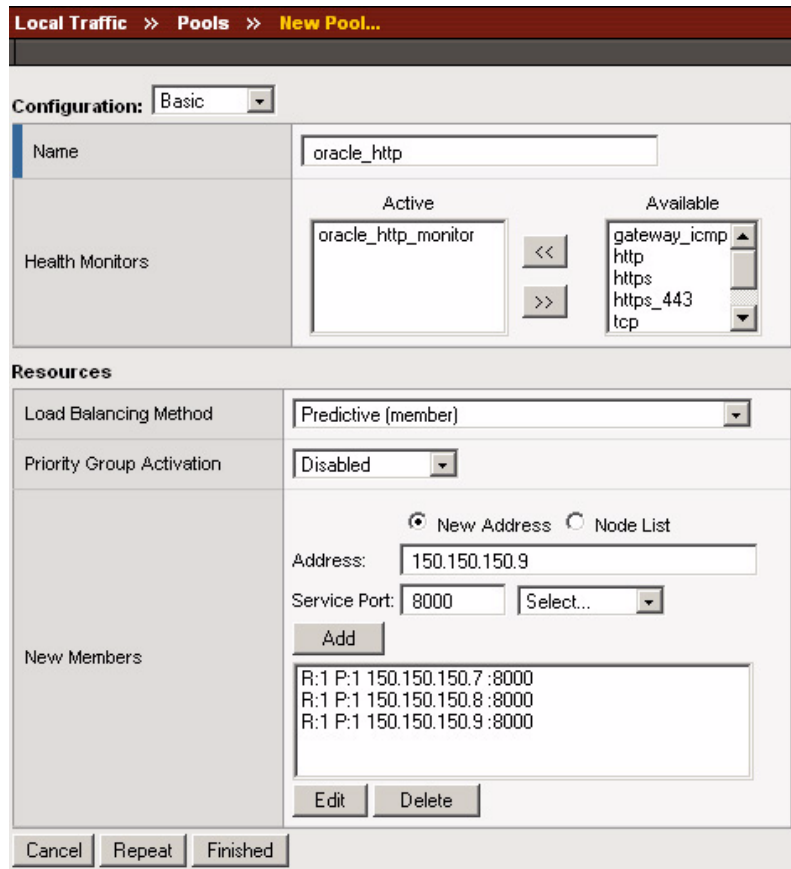 Local Traffic » Pools » New Pool...
Configuration: Basic
Name oracle_http
Active Available
Health Monitors
oracle_http_monitor
<<
>>
gateway_icmp
http
https
https_443
tcp
Resources
Load Balancing Method Predictive (member)
Priority Group Activation Disabled
New Members
New Address Node List
Address: 150.150.150.9
Service Port: 8000 Select...
Add
R:1 P:1 150.150.150.7 :8000
R:1 P:1 150.150.150.8 :8000
R:1 P:1 150.150.150.9 :8000
Edit Delete
Cancel Repeat Finished